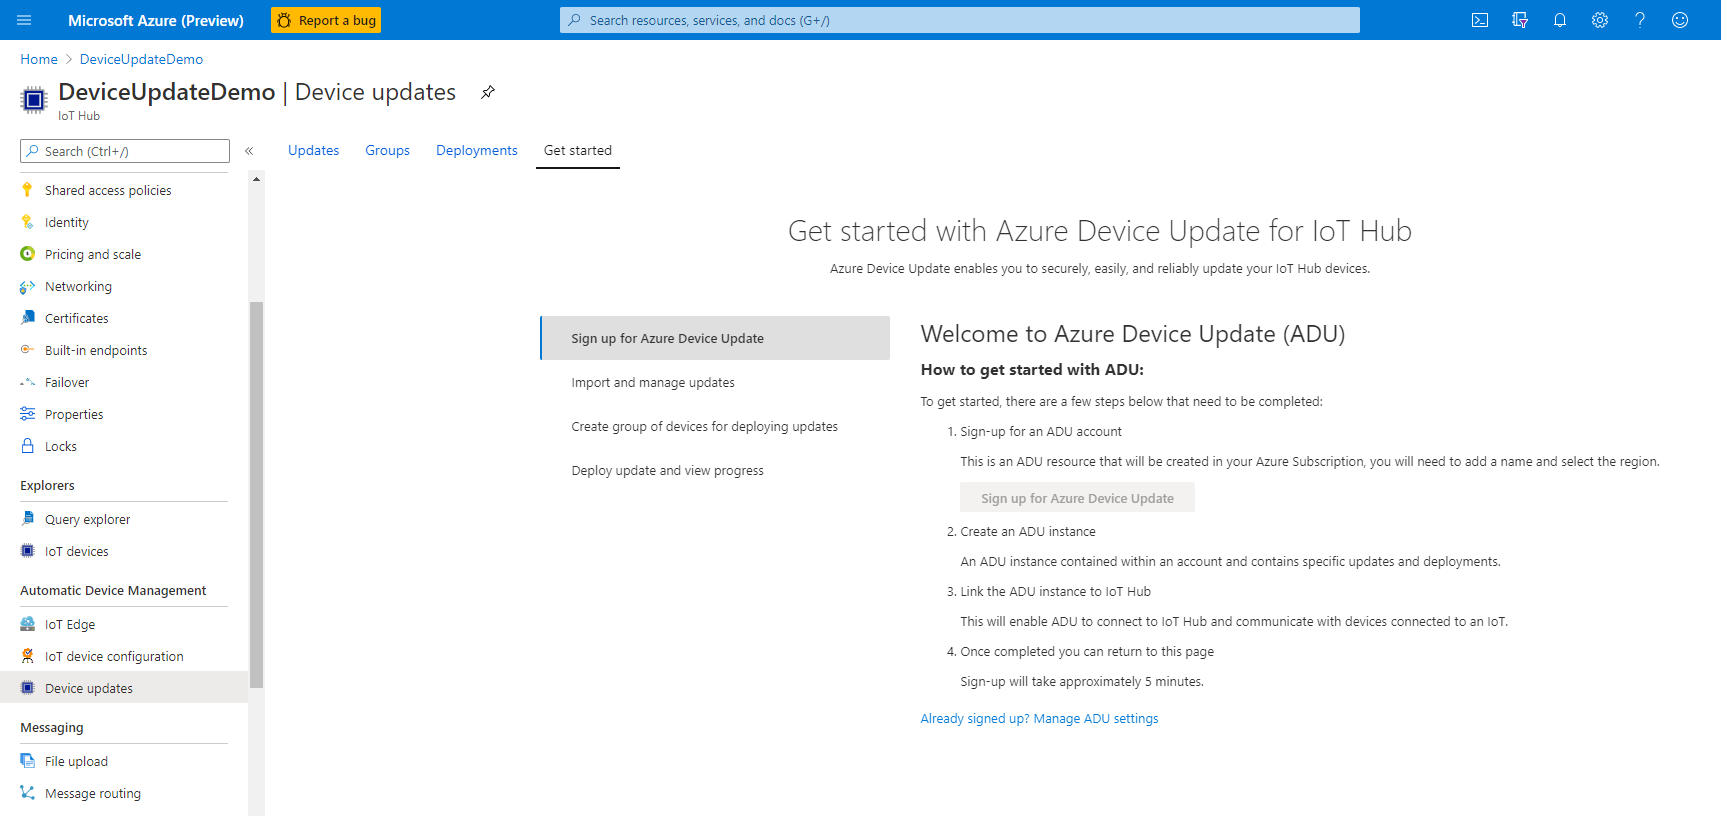 Microsoft Azure (Preview)
Report a bug
Search resources, services, and docs (G+/)
Home > DeviceUpdateDemo
DeviceUpdateDemo | Device updates
IoT Hub
Search (Ctrl+/)
«
Updates
Groups
Deployments
Get started
Shared access policies
Identity
Pricing and scale
Networking
Certificates
Built-in endpoints
Failover
Properties
Locks
Explorers
Query explorer
IoT devices
Automatic Device Management
IoT Edge
IoT device configuration
Device updates
Messaging
File upload
Message routing
Get started with Azure Device Update for IoT Hub
Azure Device Update enables you to securely, easily, and reliably update your IoT Hub devices.
Sign up for Azure Device Update
Import and manage updates
Create group of devices for deploying updates
Deploy update and view progress
Welcome to Azure Device Update (ADU)
How to get started with ADU:
To get started, there are a few steps below that need to be completed:
1. Sign-up for an ADU account
This is an ADU resource that will be created in your Azure Subscription, you will need to add a name and select the region.
Sign up for Azure Device Update
2. Create an ADU instance
An ADU instance contained within an account and contains specific updates and deployments.
3. Link the ADU instance to IoT Hub
This will enable ADU to connect to IoT Hub and communicate with devices connected to an IoT.
4. Once completed you can return to this page
Sign-up will take approximately 5 minutes.
Already signed up? Manage ADU settings